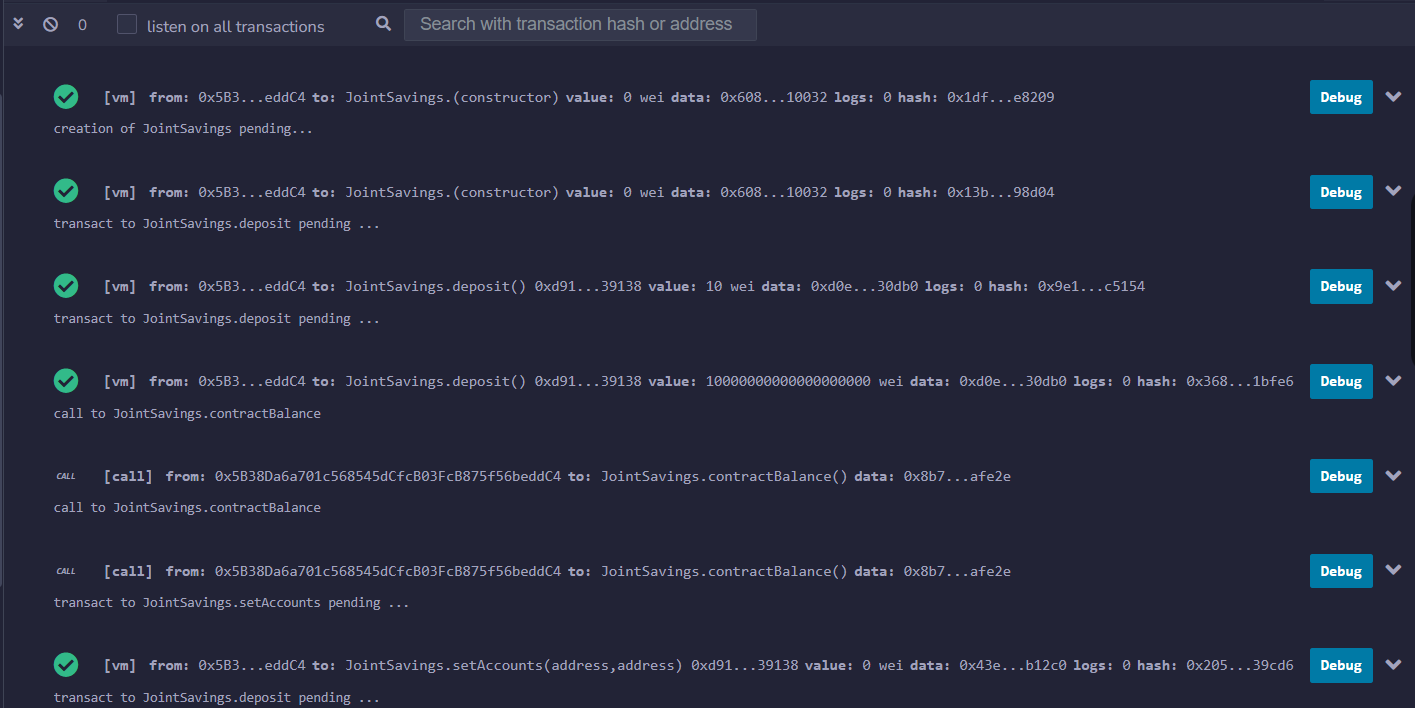 0 listen on all transactions Search with transaction hash or address
[vm] from: 0x5B3...eddC4 to: JointSavings.(constructor) value: 0 wei data: 0x608...10032 logs: 0 hash: 0x1df...e8209 Debug
creation of JointSavings pending...
[vm] from: 0x5B3...eddC4 to: JointSavings.(constructor) value: 0 wei data: 0x608...10032 logs: 0 hash: 0x13b...98d04 Debug
transact to JointSavings.deposit pending ...
[vm] from: 0x5B3...eddC4 to: JointSavings.deposit() 0xd91...39138 value: 10 wei data: 0xd0e...30db0 logs: 0 hash: 0x9e1...c5154 Debug
transact to JointSavings.deposit pending ...
[vm] from: 0x5B3...eddC4 to: JointSavings.deposit() 0xd91...39138 value: 10000000000000000000 wei data: 0xd0e...30db0 logs: 0 hash: 0x368...1bfe6 Debug
call to JointSavings.contractBalance
CALL [call] from: 0x5B38Da6a701c568545dCfcB03FcB875f56beddC4 to: JointSavings.contractBalance() data: 0x8b7...afe2e Debug
call to JointSavings.contractBalance
CALL [call] from: 0x5B38Da6a701c568545dCfcB03FcB875f56beddC4 to: JointSavings.contractBalance() data: 0x8b7...afe2e Debug
transact to JointSavings.setAccounts pending ...
[vm] from: 0x5B3...eddC4 to: JointSavings.setAccounts(address,address) 0xd91...39138 value: 0 wei data: 0x43e...b12c0 logs: 0 hash: 0x205...39cd6 Debug
transact to JointSavings.deposit pending ...